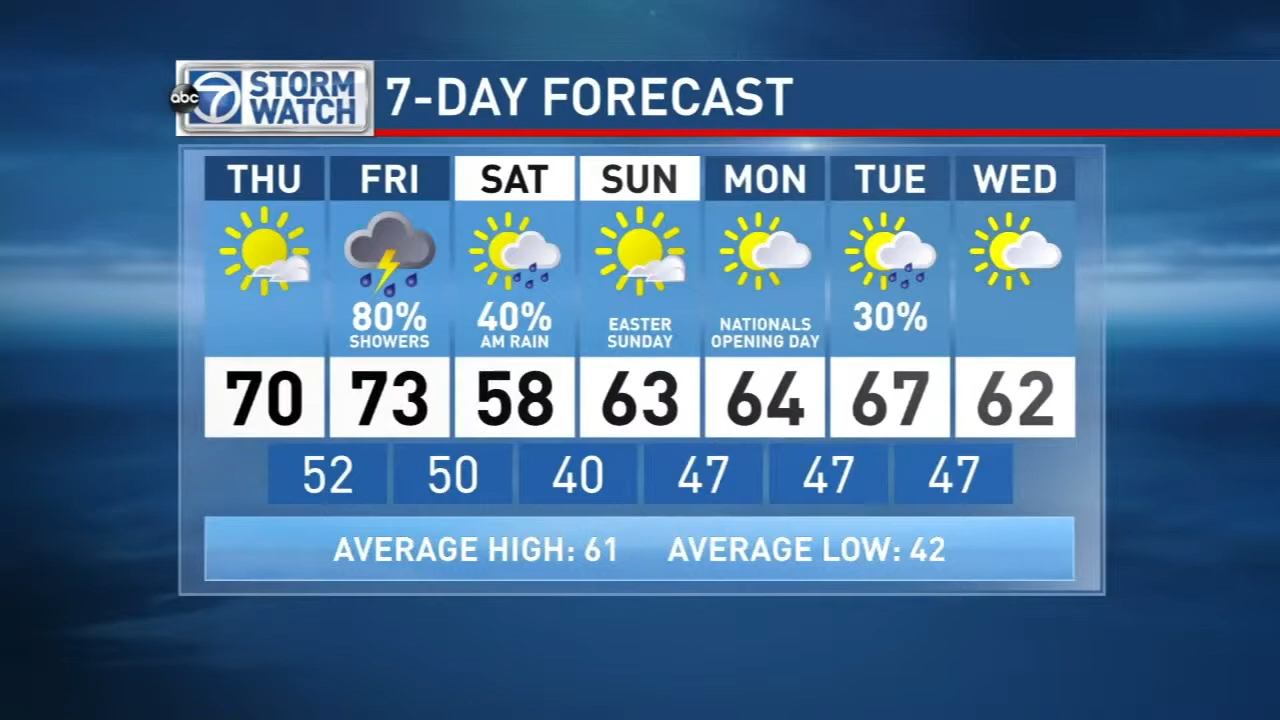 abc 7 STORM WATCH
7-DAY FORECAST
THU FRI SAT SUN MON TUE WED
80% 40% 30%
SHOWERS AM RAIN EASTER SUNDAY NATIONALS OPENING DAY
70 73 58 63 64 67 62
52 50 40 47 47 47
AVERAGE HIGH: 61 AVERAGE LOW: 42